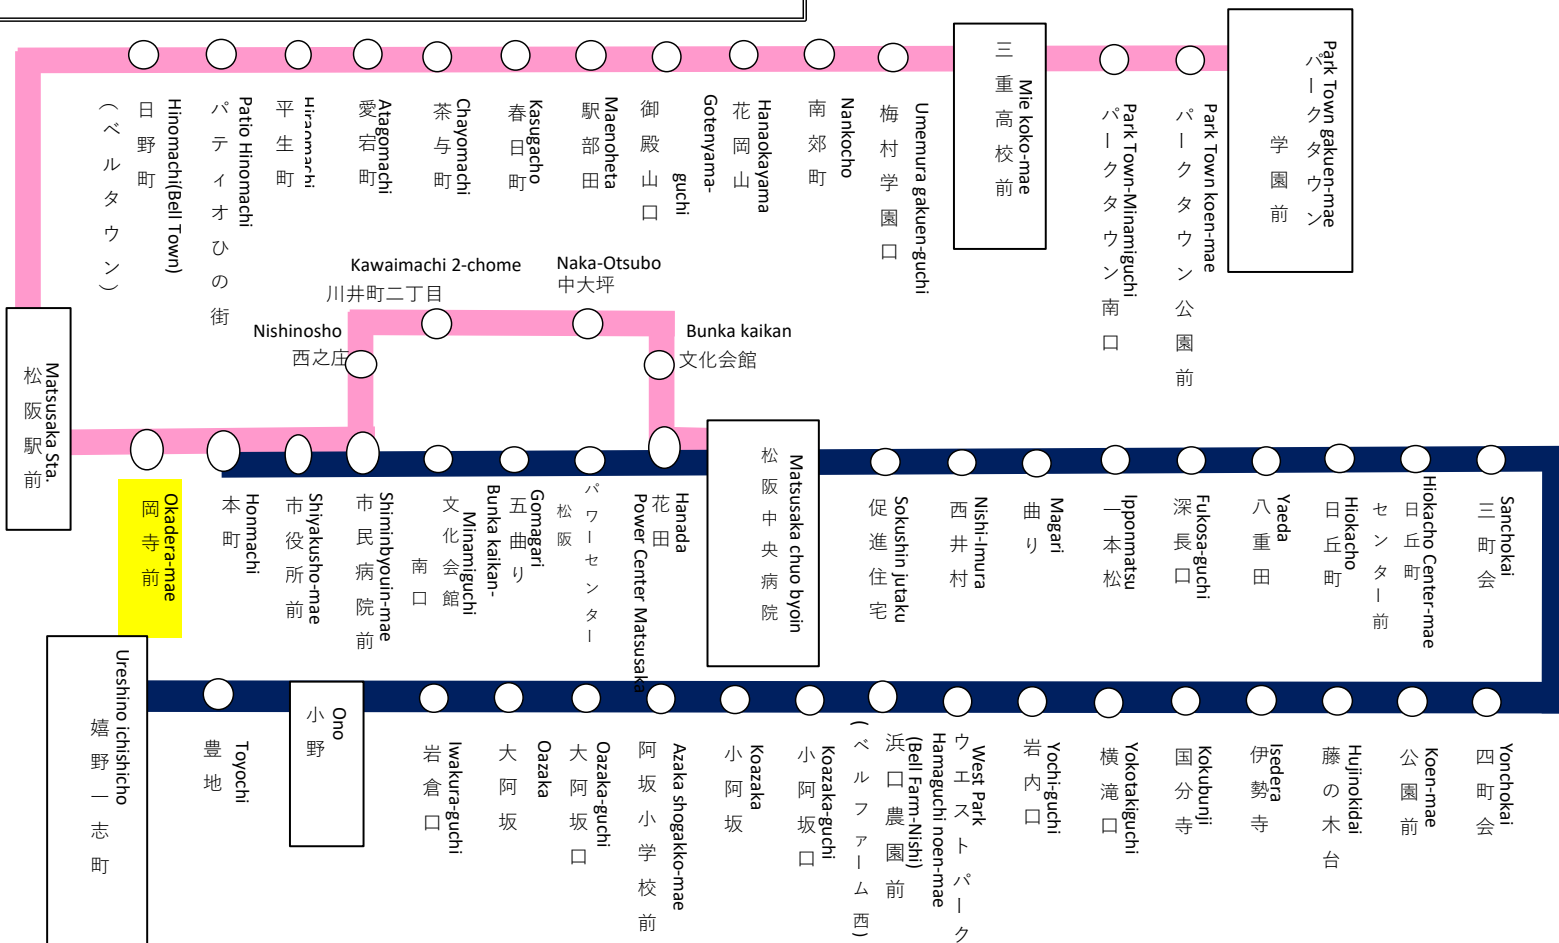 日野町
(ベルタウン)
Hinomachi(Bell Town)
パティオひの街
Patio Hinomachi
平生町
Hiraomachi
愛宕町
Atagomachi
茶与町
Chayomachi
春日町
Kasugacho
駅部田
Maenoheta
御殿山口
Gotenyama-
guchi
花岡山
Hanaokayama
南郊町
Nankocho
梅村学園口
Umemura gakuen-guchi
三重高校前
Mie koko-mae
パークタウン南口
Park Town-Minamiguchi
パークタウン公園前
Park Town koen-mae
パークタウン
学園前
Park Town gakuen-mae
Kawaimachi 2-chome
川井町二丁目
Naka-Otsubo
中大坪
Nishinosho
西之庄
Bunka kaikan
文化会館
松阪駅前
Matsusaka Sta.
岡寺前
Okadera-mae
本町
Honmachi
市役所前
Shiyakusho-mae
市民病院前
Shiminbyouin-mae
文化会館
南口
Bunka kaikan-
Minamiguchi
五曲り
Gomagari
松阪
パワーセンター
Power Center Matsusaka
花田
Hanada
松阪中央病院
Matsusaka chuo byoin
促進住宅
Sokushin jutaku
西井村
Nishi-Imura
曲り
Magari
一本松
Ipponmatsu
深長口
Fukosa-guchi
八重田
Yaeda
日丘町
Hiokacho
日丘町
センター前
Hiokacho Center-mae
三町会
Sanchokai
嬉野一志町
Ureshino ichishicho
豊地
Toyochi
小野
Ono
岩倉口
Iwakura-guchi
大阿坂
Oazaka
大阿坂口
Oazaka-guchi
阿坂小学校前
Azaka shogakko-mae
小阿坂
Koazaka
小阿坂口
Koazaka-guchi
浜口農園前
(ベルファーム西)
Hamaguchi noen-mae
(Bell Farm-Nishi)
ウエストパーク
West Park
岩内口
Yochi-guchi
横滝口
Yokotakiguchi
国分寺
Kokubunji
伊勢寺
Isedera
藤の木台
Hujinokidai
公園前
Koen-mae
四町会
Yonchokai